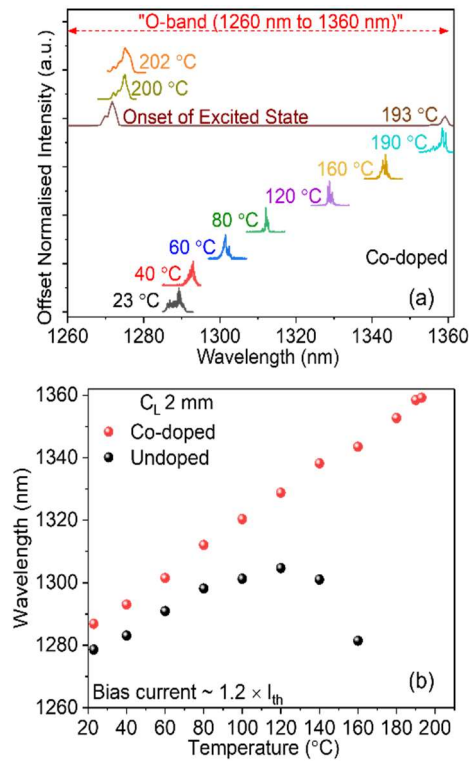 "O-band (1260 nm to 1360 nm)"
202 °C
200 °C
Onset of Excited State
193 °C
190 °C
160 °C
120 °C
80 °C
60 °C
40 °C
23 °C
Co-doped
(a)
Offset Normalised Intensity (a.u.)
1260 1280 1300 1320 1340 1360
Wavelength (nm)
1360
1340
1320
1300
1280
1260
Wavelength (nm)
C_L 2 mm
Co-doped
Undoped
Bias current ~ 1.2 × I_th
(b)
20 40 60 80 100 120 140 160 180 200
Temperature (°C)